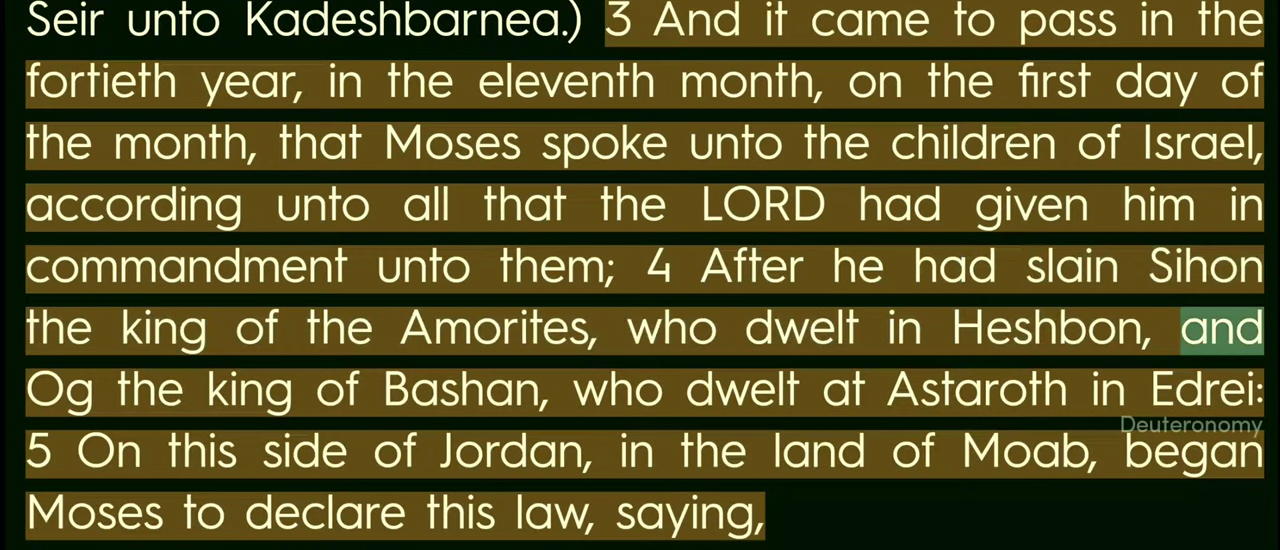 Seir unto Kadeshbarnea.) 3 And it came to pass in the
fortieth year, in the eleventh month, on the first day of
the month, that Moses spoke unto the children of Israel,
according unto all that the LORD had given him in
commandment unto them; 4 After he had slain Sihon
the king of the Amorites, who dwelt in Heshbon, and
Og the king of Bashan, who dwelt at Astaroth in Edrei:
Deuteronomy
5 On this side of Jordan, in the land of Moab, began
Moses to declare this law, saying,